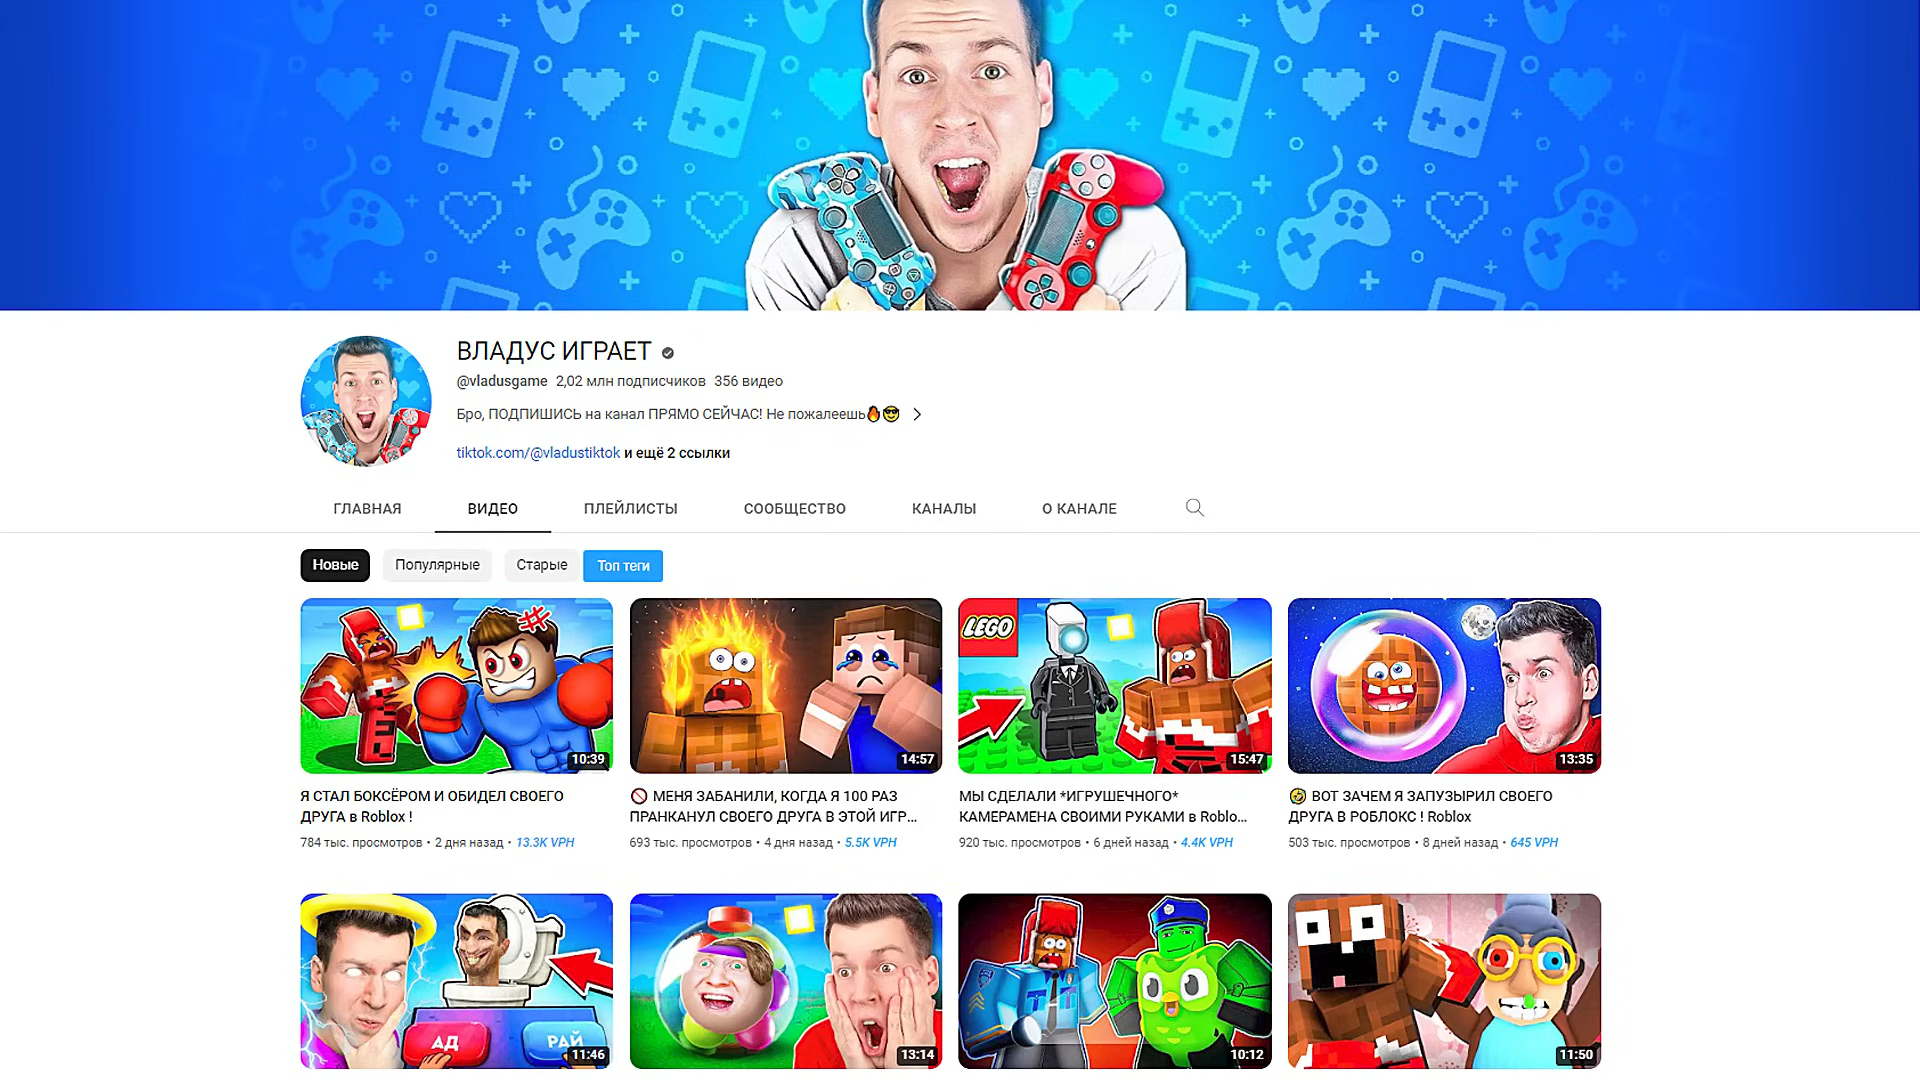 ВЛАДУС ИГРАЕТ
@vladusgame 2,02 млн подписчиков 356 видео
Бро, ПОДПИШИСЬ на канал ПРЯМО СЕЙЧАС! Не пожалеешь🔥😎
tiktok.com/@vladustiktok и ещё 2 ссылки
ГЛАВНАЯ ВИДЕО ПЛЕЙЛИСТЫ СООБЩЕСТВО КАНАЛЫ О КАНАЛЕ
Новые Популярные Старые Топ теги
LEGO
10:39 14:57 15:47 13:35
Я СТАЛ БОКСЁРОМ И ОБИДЕЛ СВОЕГО
ДРУГА в Roblox !
784 тыс. просмотров • 2 дня назад • 13.3K VPH
🚫 МЕНЯ ЗАБАНИЛИ, КОГДА Я 100 РАЗ
ПРАНКАНУЛ СВОЕГО ДРУГА В ЭТОЙ ИГР...
693 тыс. просмотров • 4 дня назад • 5.5K VPH
МЫ СДЕЛАЛИ *ИГРУШЕЧНОГО*
КАМЕРАМЕНА СВОИМИ РУКАМИ в Roblo...
920 тыс. просмотров • 6 дней назад • 4.4K VPH
🤣 ВОТ ЗАЧЕМ Я ЗАПУЗЫРИЛ СВОЕГО
ДРУГА В РОБЛОКС ! Roblox
503 тыс. просмотров • 8 дней назад • 645 VPH
АД РАЙ
11:46 13:14 10:12 11:50